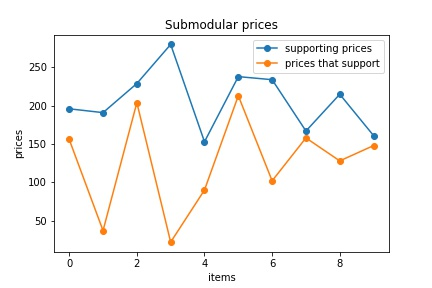 Submodular prices
supporting prices
prices that support
250
200
150
100
50
prices
0 2 4 6 8
items